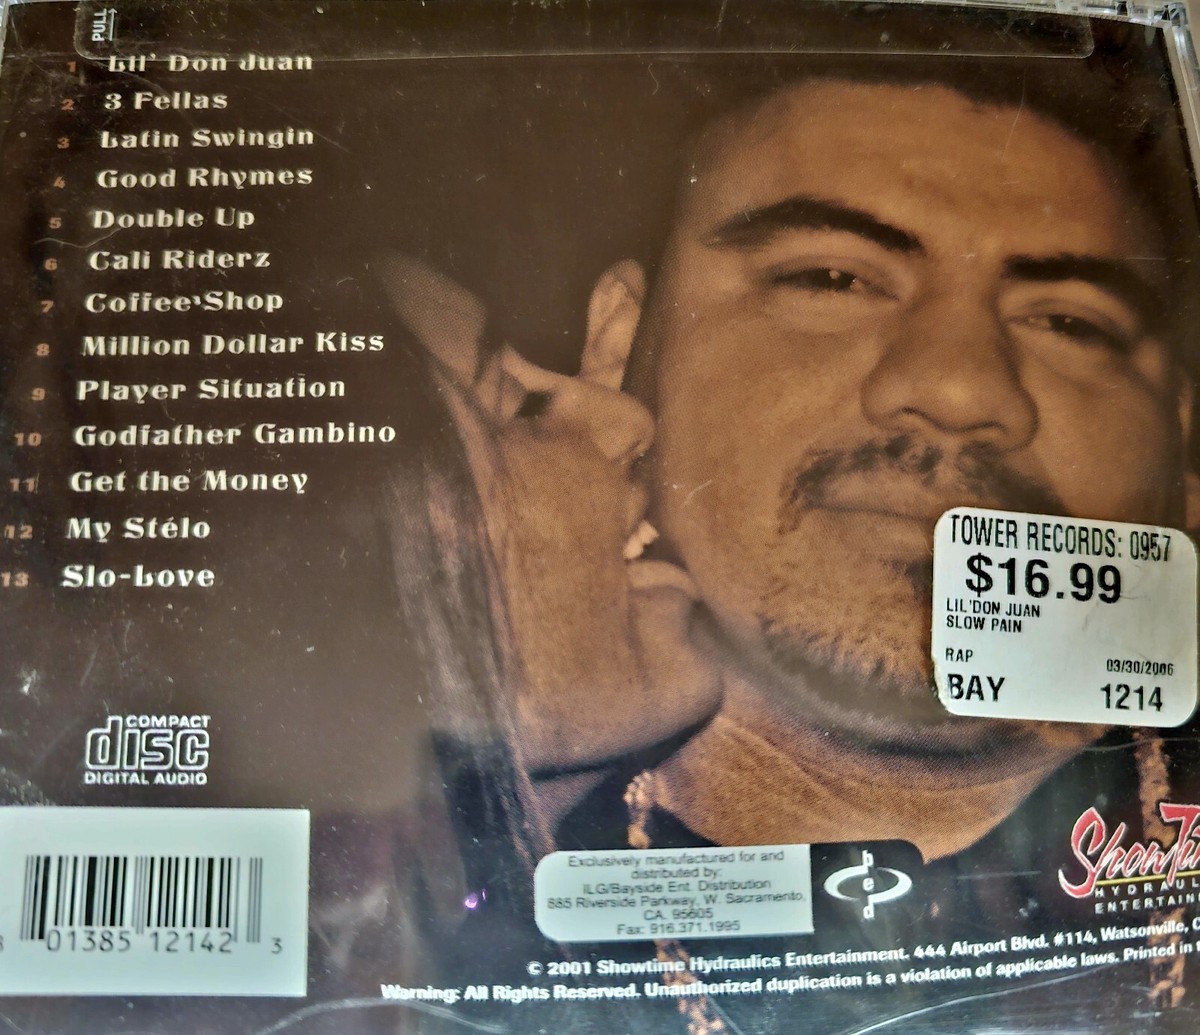 PULL
1 Lil' Don Juan
2 3 Fellas
3 Latin Swingin
4 Good Rhymes
5 Double Up
6 Cali Riderz
7 Coffee Shop
8 Million Dollar Kiss
9 Player Situation
10 Godfather Gambino
11 Get the Money
12 My Stélo
13 Slo-Love
TOWER RECORDS: 0957
$16.99
LIL'DON JUAN
SLOW PAIN
RAP 03/30/2006
BAY 1214
COMPACT
disc
DIGITAL AUDIO
01385 12142 3
Exclusively manufactured for and
distributed by:
ILG/Bayside Ent. Distribution
885 Riverside Parkway, W. Sacramento,
CA. 95605
Fax: 916.371.1995
bed
© 2001 Showtime Hydraulics Entertainment. 444 Airport Blvd. #114, Watsonville,
Warning: All Rights Reserved. Unauthorized duplication is a violation of applicable laws. Printed in